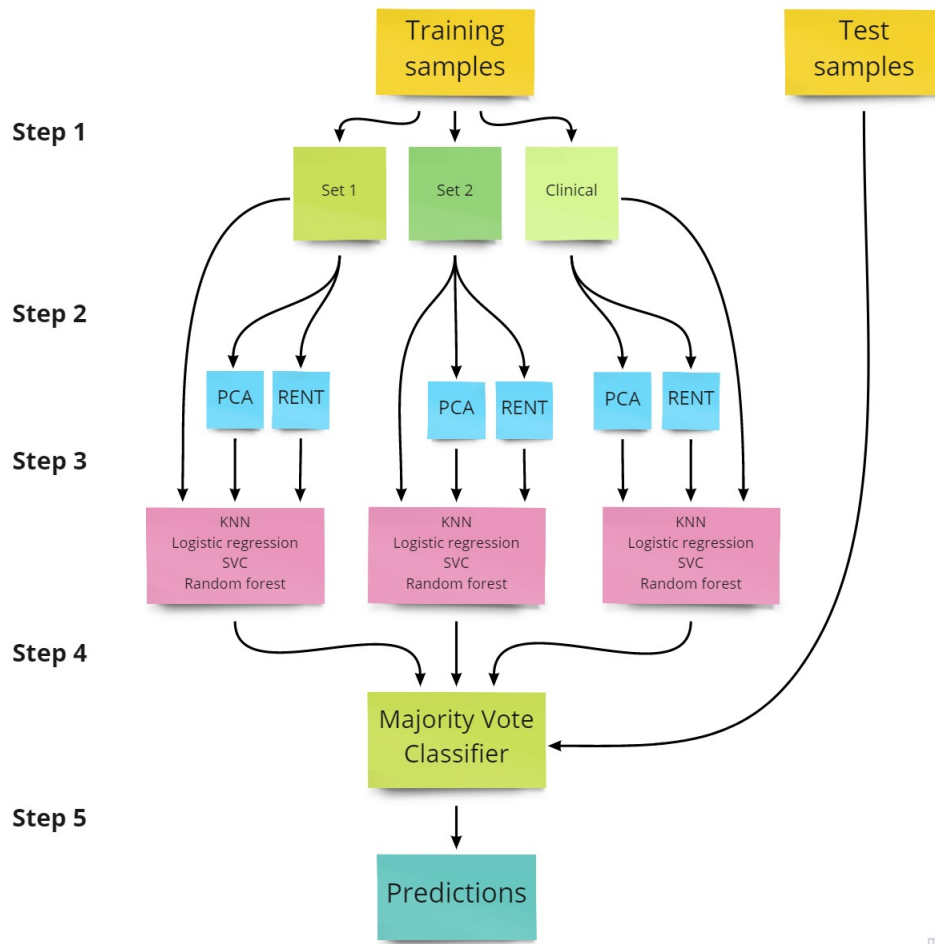 Training
samples
Test
samples
Step 1
Set 1
Set 2
Clinical
Step 2
PCA
RENT
PCA
RENT
PCA
RENT
Step 3
KNN
Logistic regression
SVC
Random forest
KNN
Logistic regression
SVC
Random forest
KNN
Logistic regression
SVC
Random forest
Step 4
Majority Vote
Classifier
Step 5
Predictions